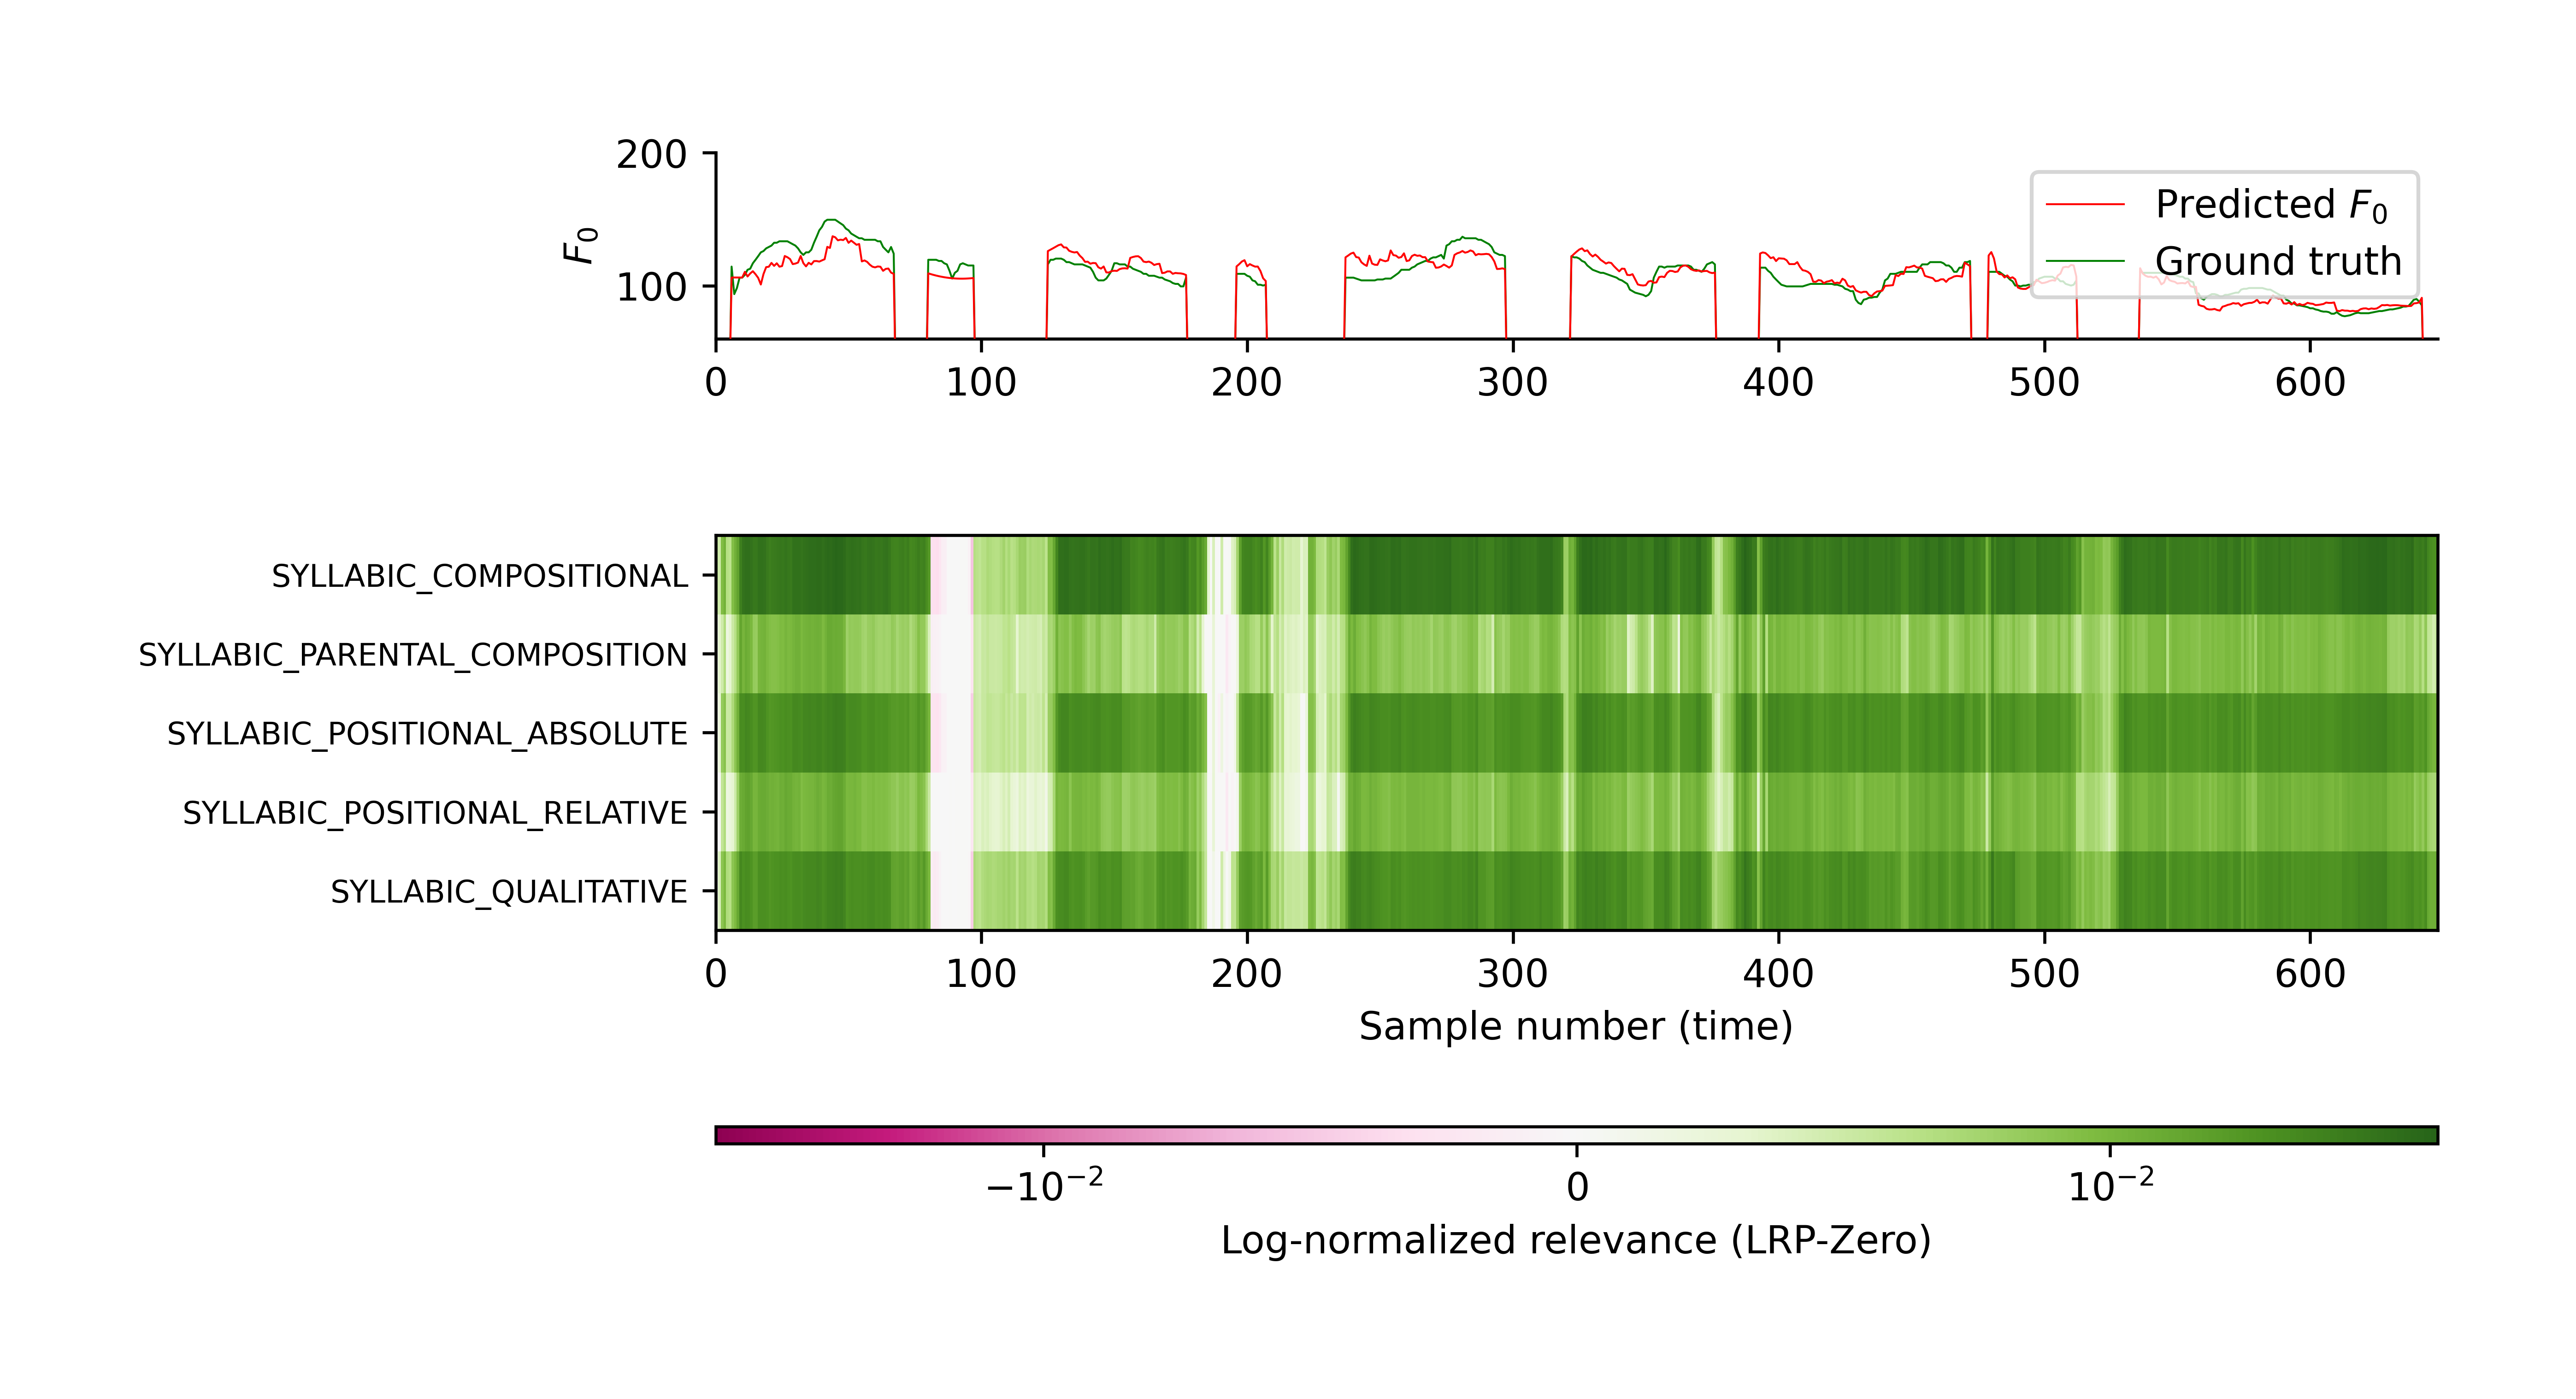 200
100
F₀
Predicted F₀
Ground truth
0 100 200 300 400 500 600
SYLLABIC_COMPOSITIONAL
SYLLABIC_PARENTAL_COMPOSITION
SYLLABIC_POSITIONAL_ABSOLUTE
SYLLABIC_POSITIONAL_RELATIVE
SYLLABIC_QUALITATIVE
0 100 200 300 400 500 600
Sample number (time)
−10⁻² 0 10⁻²
Log-normalized relevance (LRP-Zero)